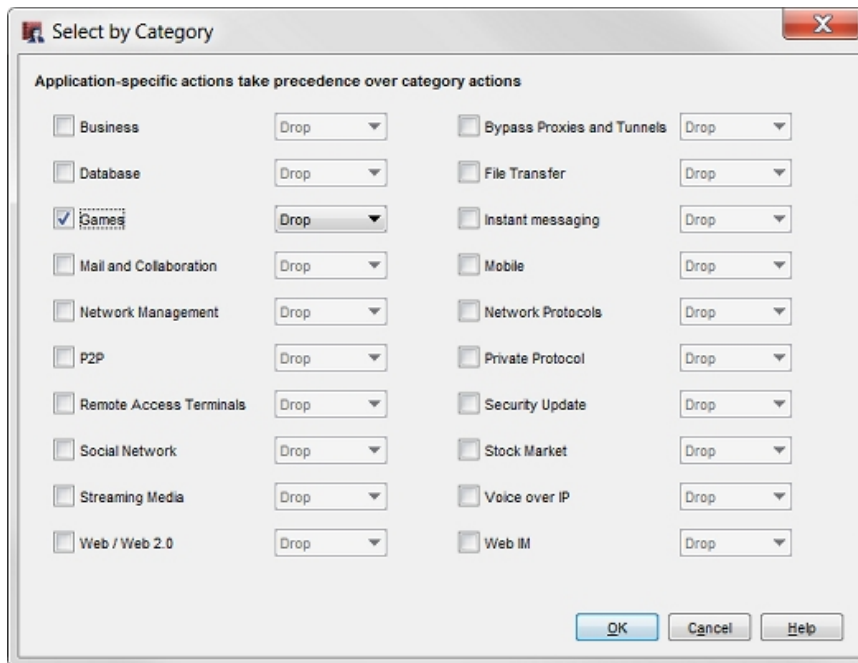 Select by Category
Application-specific actions take precedence over category actions
Business Drop Bypass Proxies and Tunnels Drop
Database Drop File Transfer Drop
Games Drop Instant messaging Drop
Mail and Collaboration Drop Mobile Drop
Network Management Drop Network Protocols Drop
P2P Drop Private Protocol Drop
Remote Access Terminals Drop Security Update Drop
Social Network Drop Stock Market Drop
Streaming Media Drop Voice over IP Drop
Web / Web 2.0 Drop Web IM Drop
OK Cancel Help